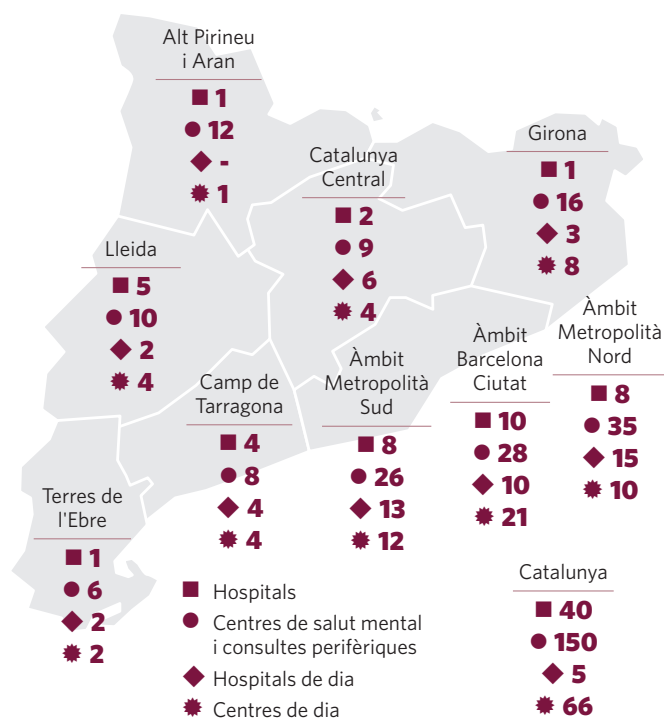 Alt Pirineu
i Aran
1
12
-
1
Catalunya
Central
2
9
6
4
Girona
1
16
3
8
Lleida
5
10
2
4
Camp de
Tarragona
4
8
4
4
Àmbit
Metropolità
Sud
8
26
13
12
Àmbit
Barcelona
Ciutat
10
28
10
21
Àmbit
Metropolità
Nord
8
35
15
10
Terres de
l'Ebre
1
6
2
2
Hospitals
Centres de salut mental
i consultes perifèriques
Hospitals de dia
Centres de dia
Catalunya
40
150
5
66